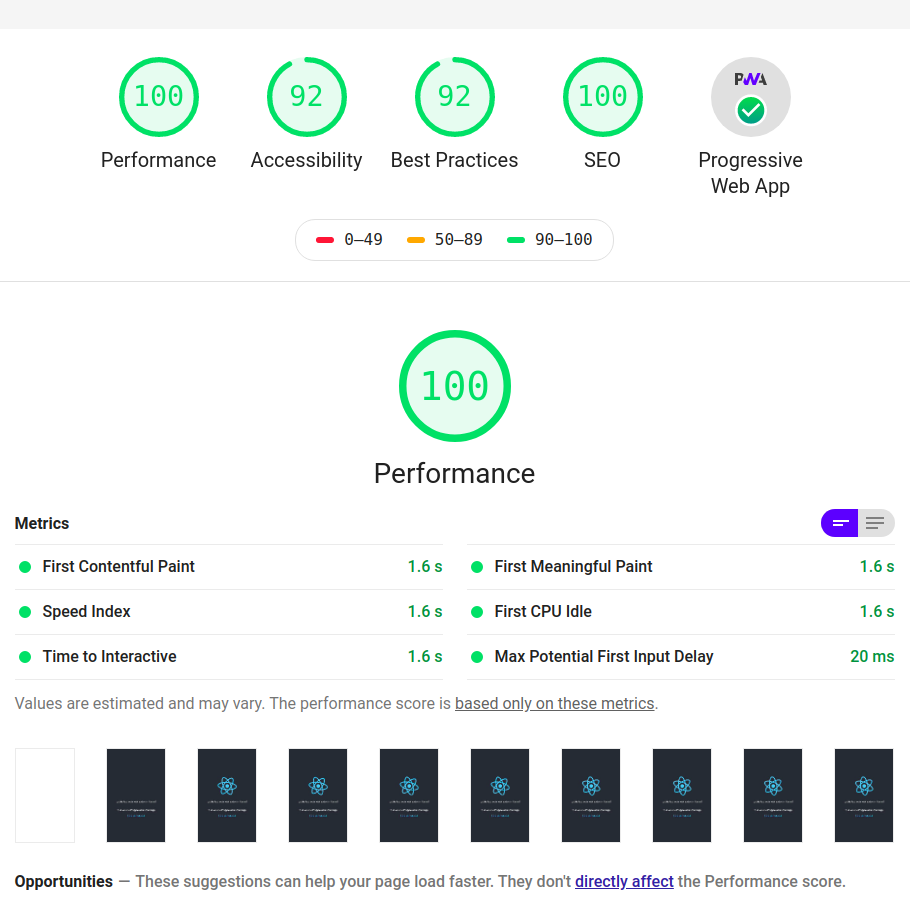 100
92
92
100
PWA
Performance
Accessibility
Best Practices
SEO
Progressive
Web App
0–49
50–89
90–100
100
Performance
Metrics
First Contentful Paint
1.6 s
First Meaningful Paint
1.6 s
Speed Index
1.6 s
First CPU Idle
1.6 s
Time to Interactive
1.6 s
Max Potential First Input Delay
20 ms
Values are estimated and may vary. The performance score is based only on these metrics.
Opportunities — These suggestions can help your page load faster. They don't directly affect the Performance score.